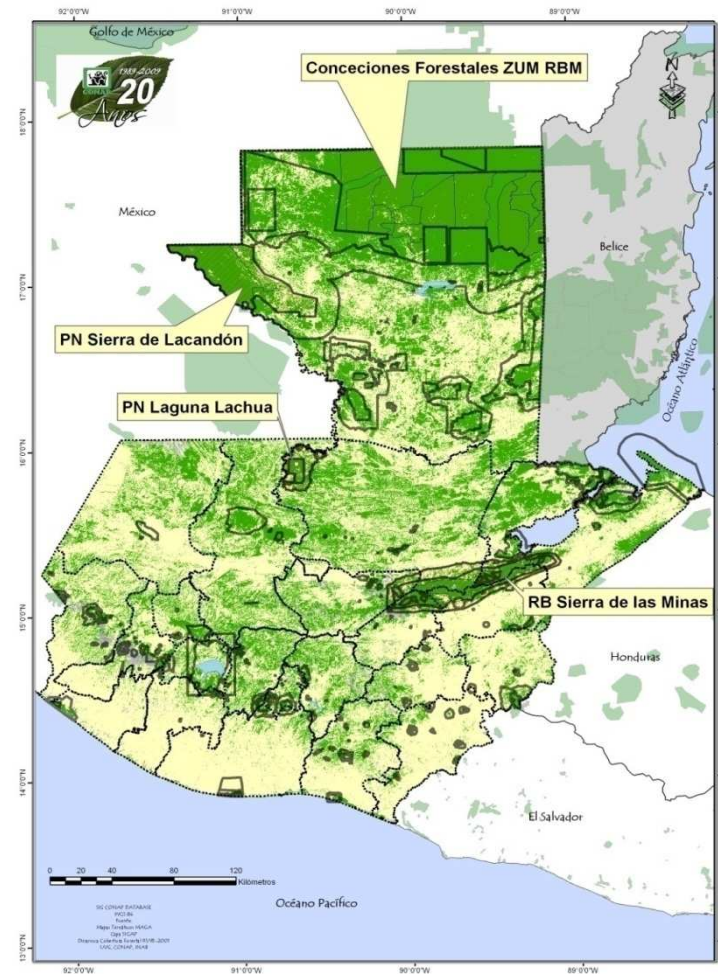 92°0'0"W 91°0'0"W 90°0'0"W 89°0'0"W
Golfo de México
1989-2009
CONAP
20
Años
Conceciones Forestales ZUM RBM
N
18°0'0"N
México
Belice
17°0'0"N
PN Sierra de Lacandón
Océano Atlántico
PN Laguna Lachua
16°0'0"N
RB Sierra de las Minas
15°0'0"N
Honduras
14°0'0"N
El Salvador
0 20 40 80 120
Kilómetros
Océano Pacífico
13°0'0"N
92°0'0"W 91°0'0"W 90°0'0"W 89°0'0"W